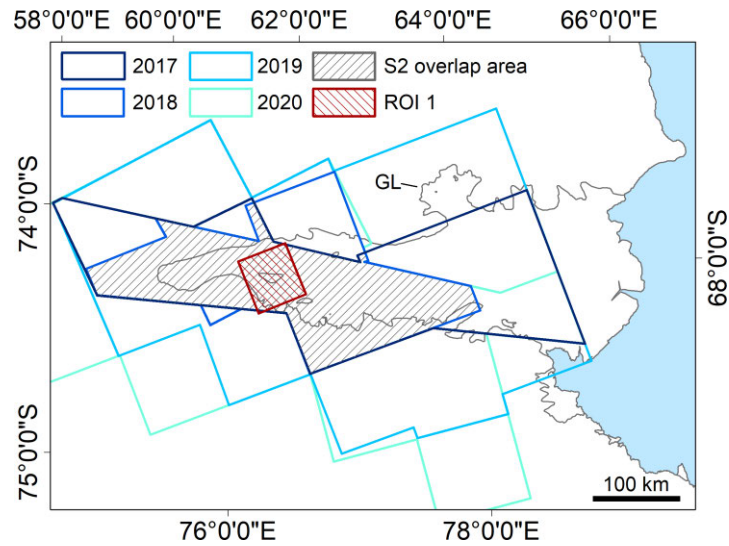 58°0'0"E 60°0'0"E 62°0'0"E 64°0'0"E 66°0'0"E
2017 2019 S2 overlap area
2018 2020 ROI 1
GL
74°0'0"S
68°0'0"S
75°0'0"S
100 km
76°0'0"E 78°0'0"E